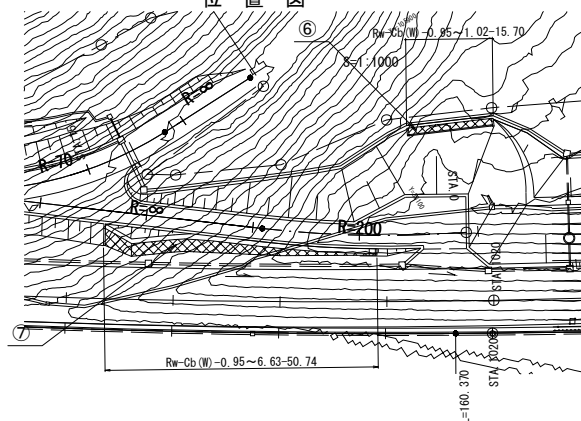 位 置 図
⑥
Rw-Cb(W)-0.95~1.02-15.70
S=1:1000
R=∞
R=70
R=∞
R=200
STA. 0
STA. 1020
⑦
Rw-Cb(W)-0.95~6.63-50.74
STA. 3020
L=160.370